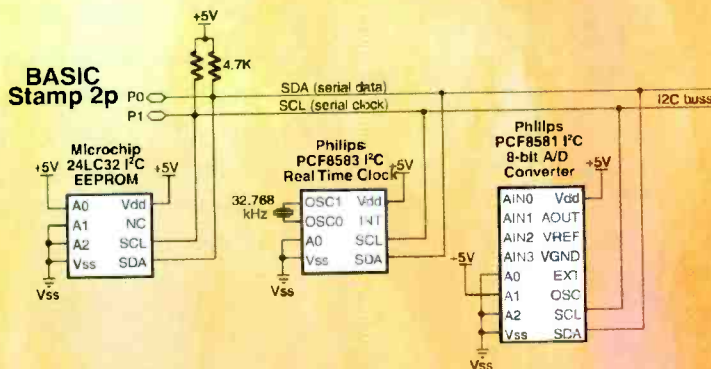 +5V
4.7K
BASIC
Stamp 2p
P0
P1
SDA (serial data)
SCL (serial clock)
I2C buss
Microchip
24LC32 I²C
EEPROM
+5V
+5V
A0 Vdd
A1 NC
A2 SCL
Vss SDA
Vss
Philips
PCF8583 I²C
Real Time Clock
32.768
kHz
+5V
OSC1 Vdd
OSC0 INT
A0 SCL
Vss SDA
Vss
Philips
PCF8581 I²C
8-bit A/D
Converter
+5V
+5V
AIN0 Vdd
AIN1 AOUT
AIN2 VREF
AIN3 VGND
A0 EXT
A1 OSC
A2 SCL
Vss SDA
Vss